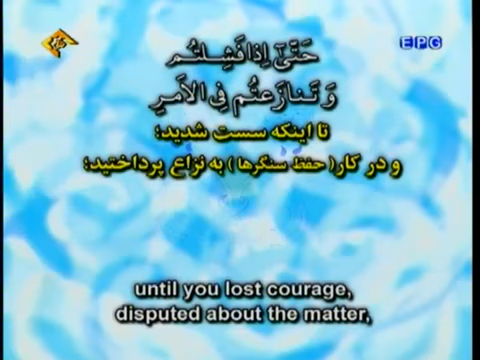 EPG
حَتَّىٰٓ إِذَا فَشِلْتُمْ
وَ تَنَازَعْتُم فِي الْأَمرِ
تا اینکه سست شدید؛
و در کار( حفظ سنگرها ) به نزاع پرداختید؛
until you lost courage,
disputed about the matter,